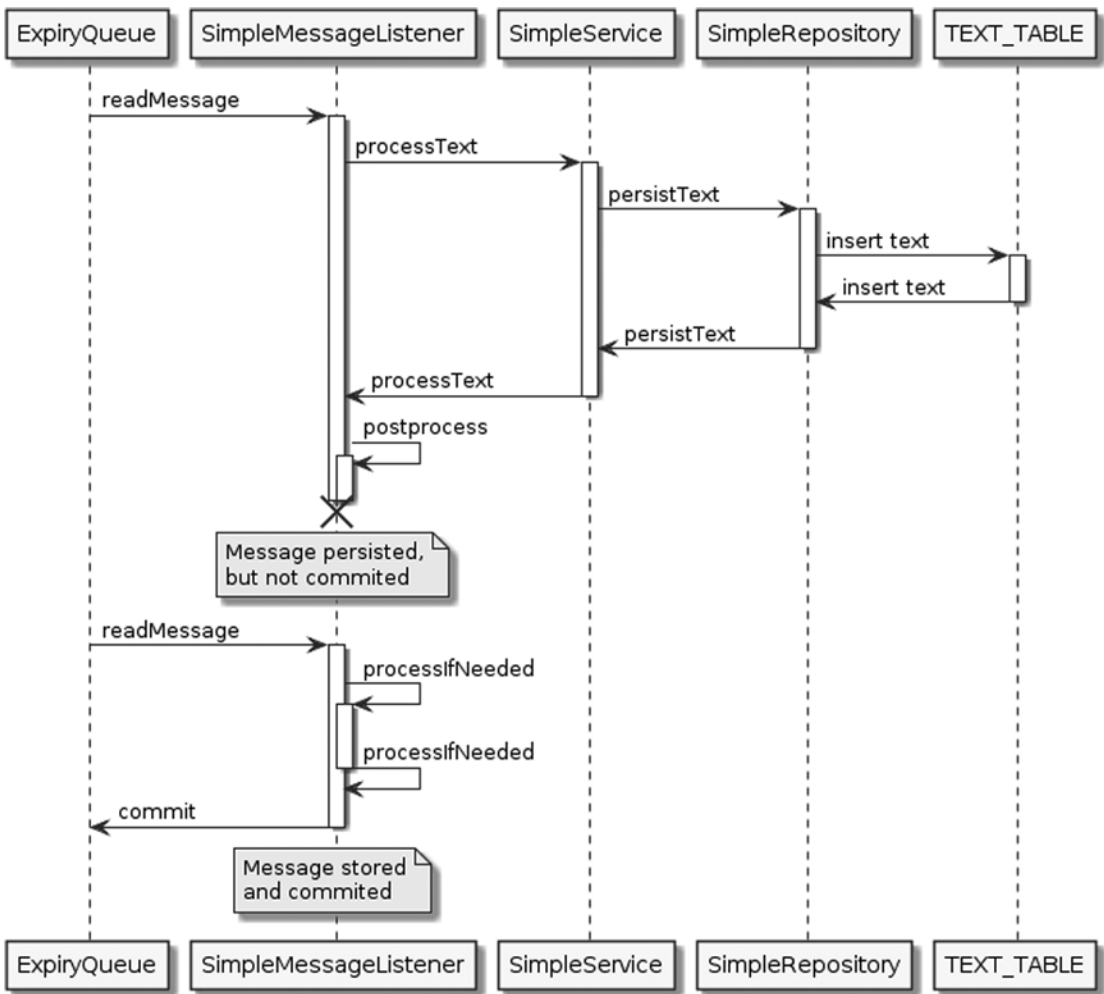 ExpiryQueue SimpleMessageListener SimpleService SimpleRepository TEXT_TABLE
readMessage
processText
persistText
insert text
insert text
persistText
processText
postprocess
Message persisted,
but not commited
readMessage
processIfNeeded
processIfNeeded
commit
Message stored
and commited
ExpiryQueue SimpleMessageListener SimpleService SimpleRepository TEXT_TABLE